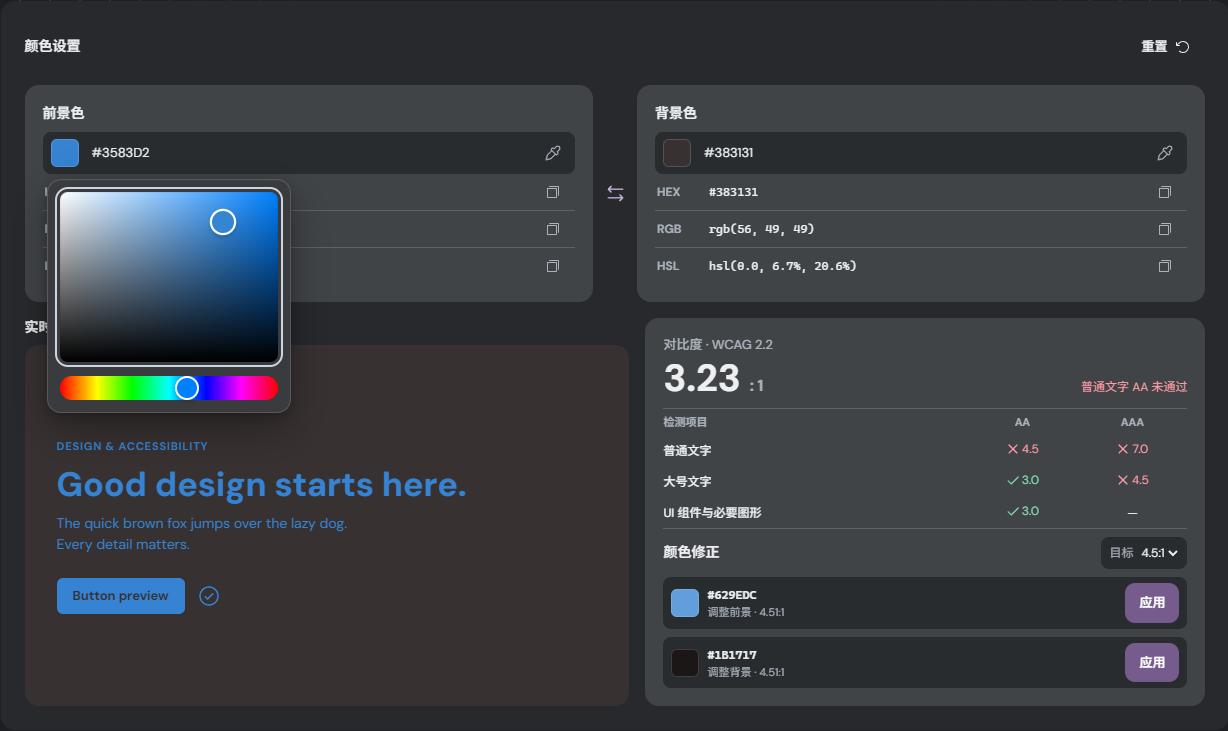 颜色设置
重置
前景色
#3583D2
背景色
#383131
HEX #383131
RGB rgb(56, 49, 49)
HSL hsl(0.0, 6.7%, 20.6%)
实时
DESIGN & ACCESSIBILITY
Good design starts here.
The quick brown fox jumps over the lazy dog.
Every detail matters.
Button preview
对比度 · WCAG 2.2
3.23 :1
普通文字 AA 未通过
检测项目 AA AAA
普通文字 4.5 7.0
大号文字 3.0 4.5
UI 组件与必要图形 3.0 —
颜色修正
目标 4.5:1
#629EDC
调整前景 · 4.51:1
应用
#1B1717
调整背景 · 4.51:1
应用